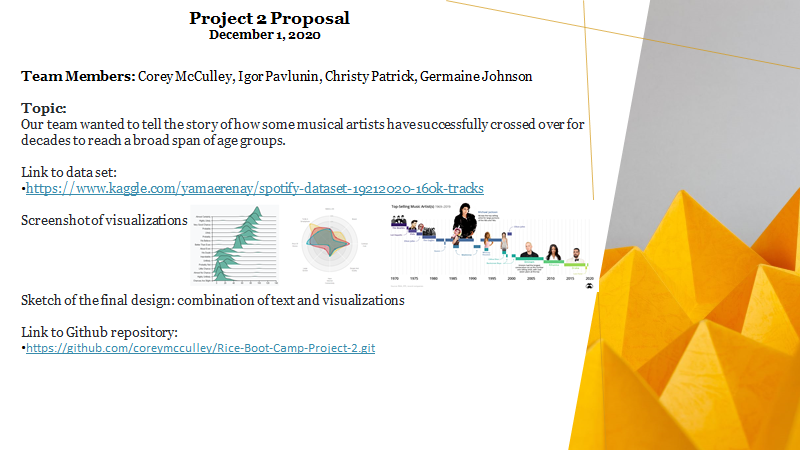 Project 2 Proposal
December 1, 2020
Team Members: Corey McCulley, Igor Pavlunin, Christy Patrick, Germaine Johnson
Topic:
Our team wanted to tell the story of how some musical artists have successfully crossed over for
decades to reach a broad span of age groups.
Link to data set:
•https://www.kaggle.com/yamaerenay/spotify-dataset-19212020-160k-tracks
Screenshot of visualizations
Top Selling Music Artist(s) 1969-2019
1970 1975 1980 1985 1990 1995 2000 2005 2010 2015 2020
Sketch of the final design: combination of text and visualizations
Link to Github repository:
•https://github.com/coreymcculley/Rice-Boot-Camp-Project-2.git